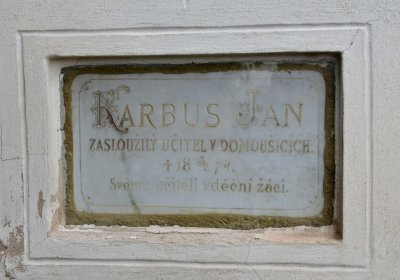 KARBUS JAN
ZASLOUŽILÝ UČITEL V DOMOUŠICÍCH.
Svému učiteli vděční žáci.